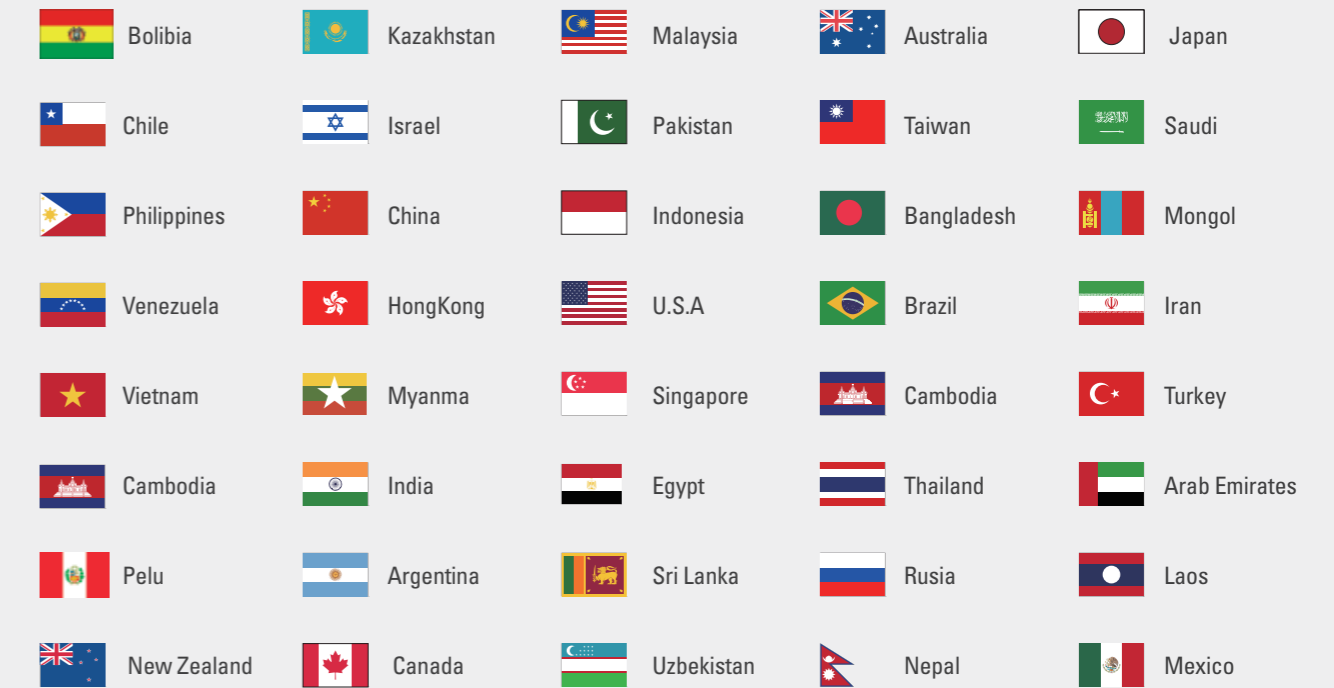 Bolibia Kazakhstan Malaysia Australia Japan
Chile Israel Pakistan Taiwan Saudi
Philippines China Indonesia Bangladesh Mongol
Venezuela HongKong U.S.A Brazil Iran
Vietnam Myanma Singapore Cambodia Turkey
Cambodia India Egypt Thailand Arab Emirates
Pelu Argentina Sri Lanka Rusia Laos
New Zealand Canada Uzbekistan Nepal Mexico